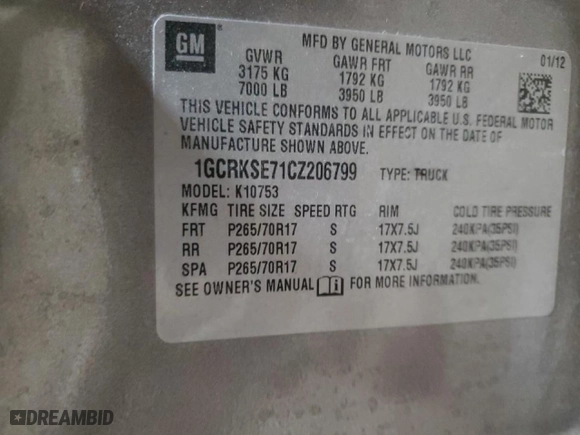 GM
MFD BY GENERAL MOTORS LLC
GVWR GAWR FRT GAWR RR 01/12
3175 KG 1792 KG 1792 KG
7000 LB 3950 LB 3950 LB
THIS VEHICLE CONFORMS TO ALL APPLICABLE U.S. FEDERAL MOTOR
VEHICLE SAFETY STANDARDS IN EFFECT ON THE DATE OF
MANUFACTURE SHOWN ABOVE.
1GCRKSE71CZ206799 TYPE: TRUCK
MODEL: K10753
KFMG TIRE SIZE SPEED RTG RIM COLD TIRE PRESSURE
FRT P265/70R17 S 17X7.5J 240KPA(35PSI)
RR P265/70R17 S 17X7.5J 240KPA(35PSI)
SPA P265/70R17 S 17X7.5J 240KPA(35PSI)
SEE OWNER'S MANUAL FOR MORE INFORMATION.
DREAMBID